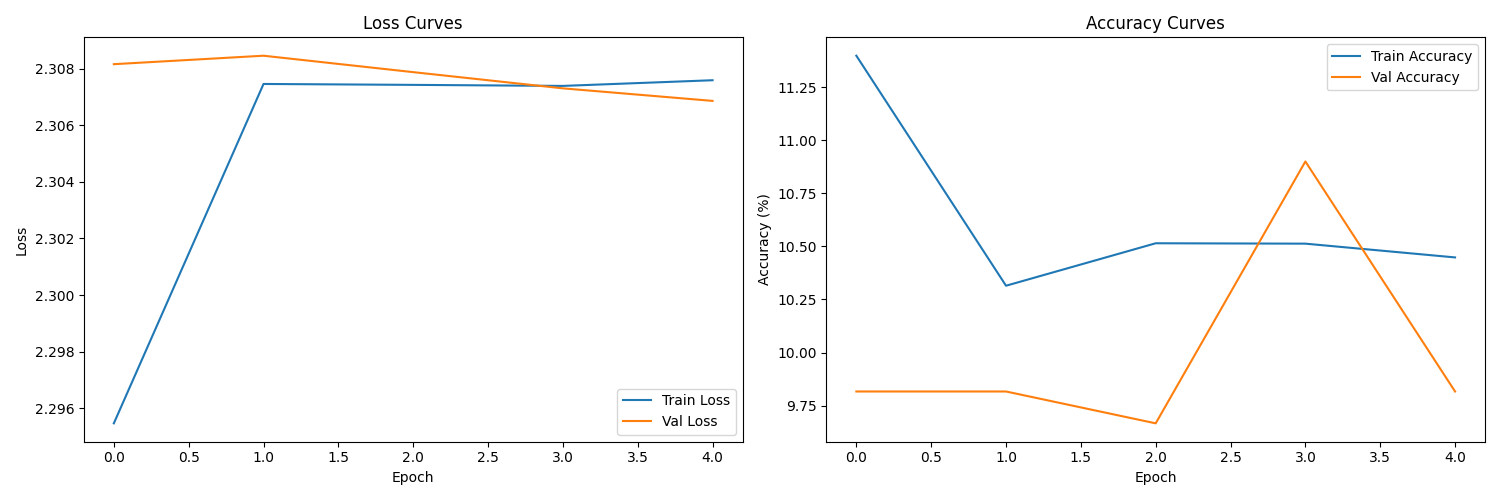 Loss Curves
2.308
2.306
2.304
2.302
2.300
2.298
2.296
Loss
Train Loss
Val Loss
0.0 0.5 1.0 1.5 2.0 2.5 3.0 3.5 4.0
Epoch
Accuracy Curves
Train Accuracy
Val Accuracy
11.25
11.00
10.75
10.50
10.25
10.00
9.75
Accuracy (%)
0.0 0.5 1.0 1.5 2.0 2.5 3.0 3.5 4.0
Epoch